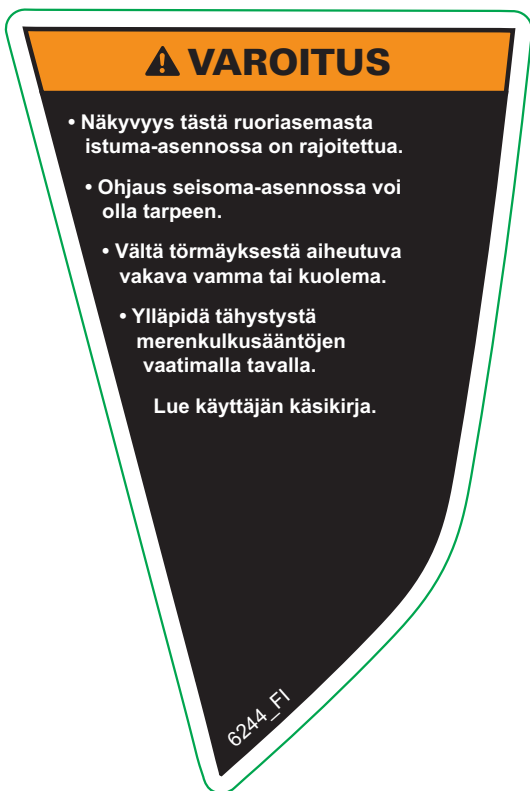 VAROITUS
• Näkyvyys tästä ruoriasemasta
istuma-asennossa on rajoitettua.
• Ohjaus seisoma-asennossa voi
olla tarpeen.
• Vältä törmäyksestä aiheutuva
vakava vamma tai kuolema.
• Ylläpidä tähystystä
merenkulkusääntöjen
vaatimalla tavalla.
Lue käyttäjän käsikirja.
6244_FI